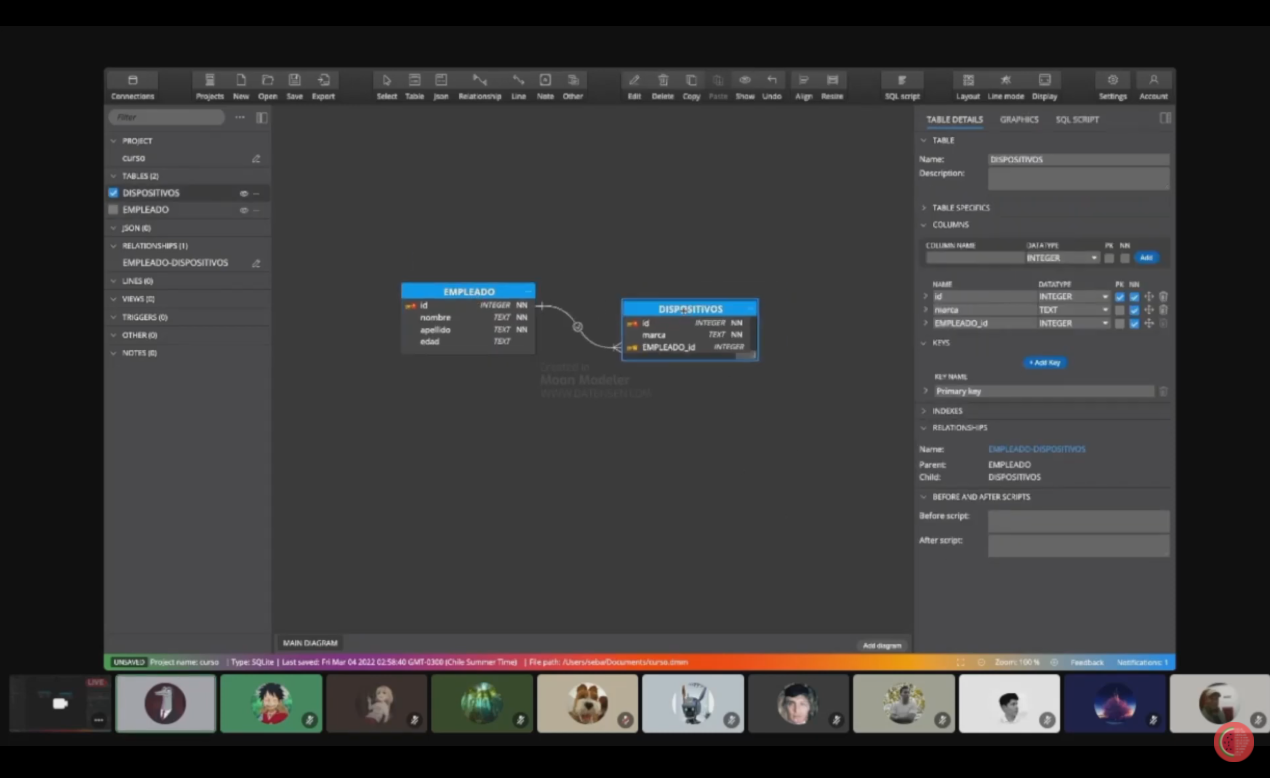 Connections Projects New Open Save Export Select Table Json Relationship Line Note Other Edit Delete Copy Paste Show Undo Align Resize SQL script Layout Line mode Display Settings Account
Filter
PROJECT
curso
TABLES (2)
DISPOSITIVOS
EMPLEADO
JSON (0)
RELATIONSHIPS (1)
EMPLEADO-DISPOSITIVOS
LINES (0)
VIEWS (0)
TRIGGERS (0)
OTHER (0)
NOTES (0)
EMPLEADO
id INTEGER NN
nombre TEXT NN
apellido TEXT NN
edad TEXT
DISPOSITIVOS
id INTEGER NN
marca TEXT NN
EMPLEADO_id INTEGER
Created in
Moon Modeler
WWW.DATENSEN.COM
MAIN DIAGRAM
Add diagram
TABLE DETAILS GRAPHICS SQL SCRIPT
TABLE
Name: DISPOSITIVOS
Description:
TABLE SPECIFICS
COLUMNS
COLUMN NAME DATATYPE PK NN
INTEGER Add
NAME DATATYPE PK NN
id INTEGER
marca TEXT
EMPLEADO_id INTEGER
KEYS
+ Add Key
KEY NAME
Primary key
INDEXES
RELATIONSHIPS
Name: EMPLEADO-DISPOSITIVOS
Parent: EMPLEADO
Child: DISPOSITIVOS
BEFORE AND AFTER SCRIPTS
Before script:
After script:
UNSAVED Project name: curso | Type: SQLite | Last saved: Fri Mar 04 2022 02:58:40 GMT-0300 (Chile Summer Time) | File path: /Users/seba/Documents/curso.dmm Zoom: 100 % Feedback Notifications: 1
LIVE